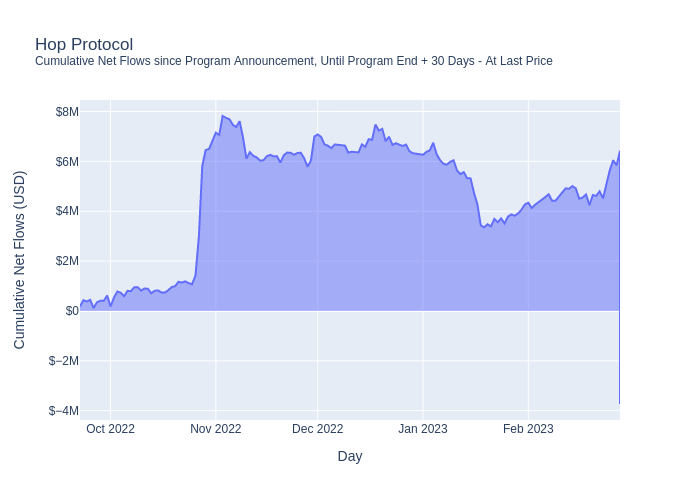 Hop Protocol
Cumulative Net Flows since Program Announcement, Until Program End + 30 Days - At Last Price
$8M
$6M
$4M
$2M
$0
$−2M
$−4M
Cumulative Net Flows (USD)
Oct 2022
Nov 2022
Dec 2022
Jan 2023
Feb 2023
Day